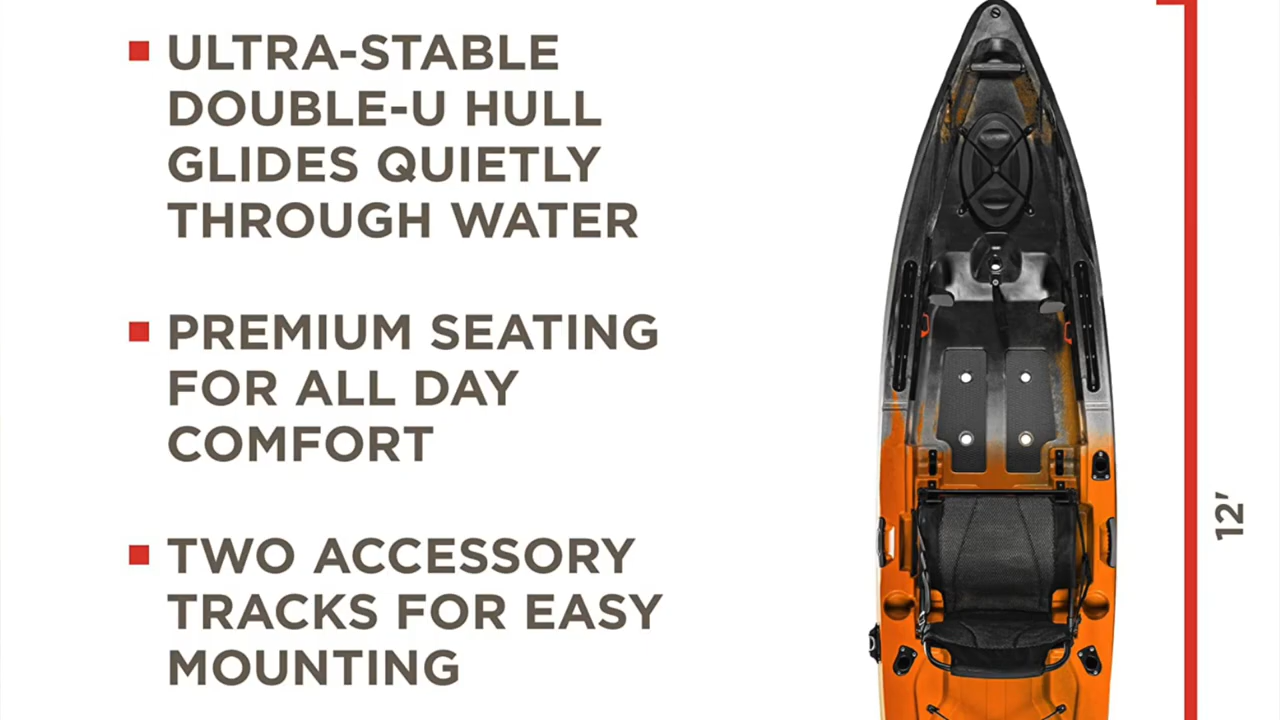 ULTRA-STABLE
DOUBLE-U HULL
GLIDES QUIETLY
THROUGH WATER
PREMIUM SEATING
FOR ALL DAY
COMFORT
TWO ACCESSORY
TRACKS FOR EASY
MOUNTING
12'